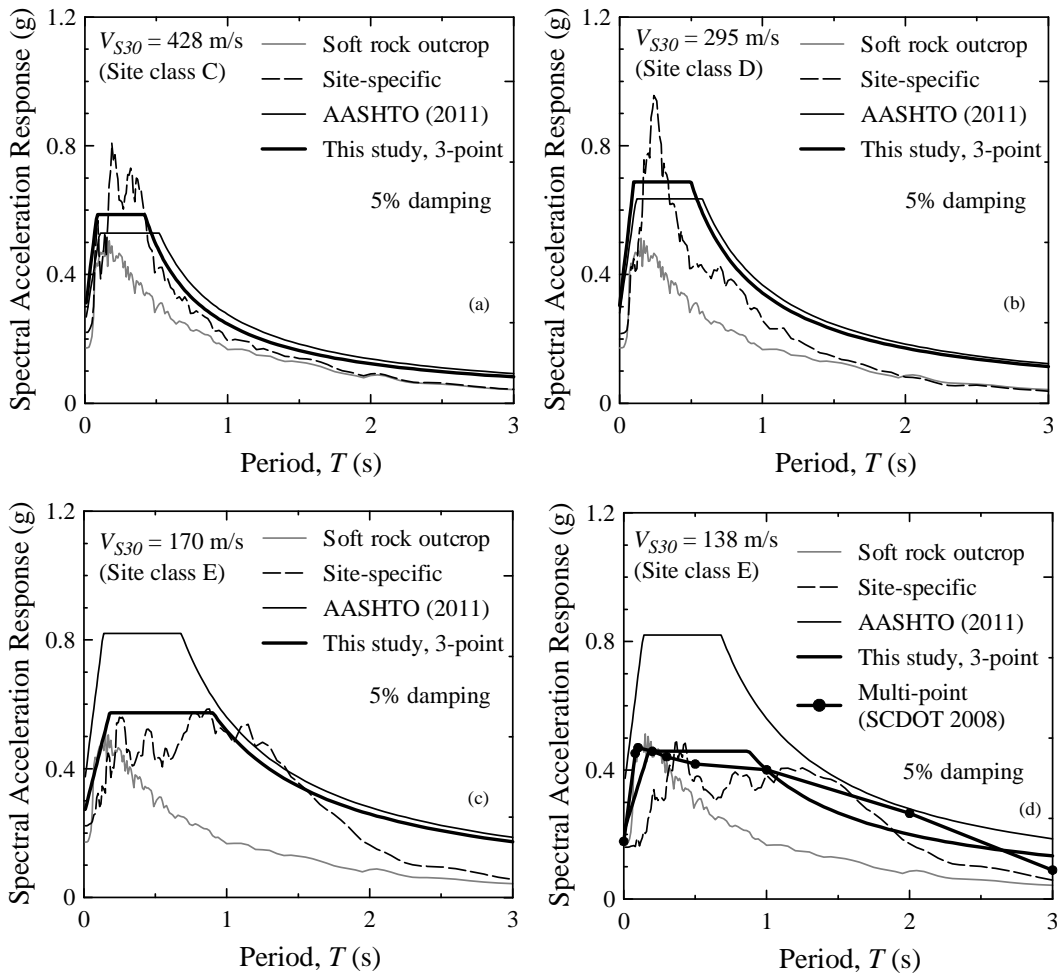 V_S30 = 428 m/s
(Site class C)
Soft rock outcrop
Site-specific
AASHTO (2011)
This study, 3-point
5% damping
(a)
Spectral Acceleration Response (g)
1.2
0.8
0.4
0
0 1 2 3
Period, T (s)
V_S30 = 295 m/s
(Site class D)
Soft rock outcrop
Site-specific
AASHTO (2011)
This study, 3-point
5% damping
(b)
Spectral Acceleration Response (g)
1.2
0.8
0.4
0
0 1 2 3
Period, T (s)
V_S30 = 170 m/s
(Site class E)
Soft rock outcrop
Site-specific
AASHTO (2011)
This study, 3-point
5% damping
(c)
Spectral Acceleration Response (g)
1.2
0.8
0.4
0
0 1 2 3
Period, T (s)
V_S30 = 138 m/s
(Site class E)
Soft rock outcrop
Site-specific
AASHTO (2011)
This study, 3-point
Multi-point
(SCDOT 2008)
5% damping
(d)
Spectral Acceleration Response (g)
1.2
0.8
0.4
0
0 1 2 3
Period, T (s)